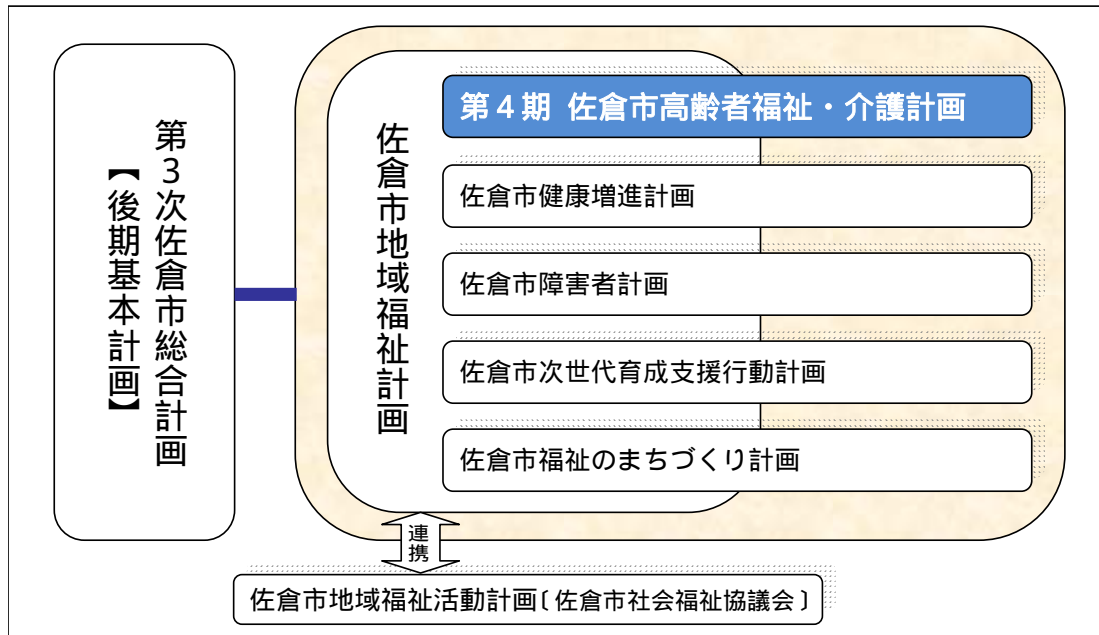 第３次佐倉市総合計画
【後期基本計画】
佐倉市地域福祉計画
第４期 佐倉市高齢者福祉・介護計画
佐倉市健康増進計画
佐倉市障害者計画
佐倉市次世代育成支援行動計画
佐倉市福祉のまちづくり計画
連携
佐倉市地域福祉活動計画〔佐倉市社会福祉協議会〕